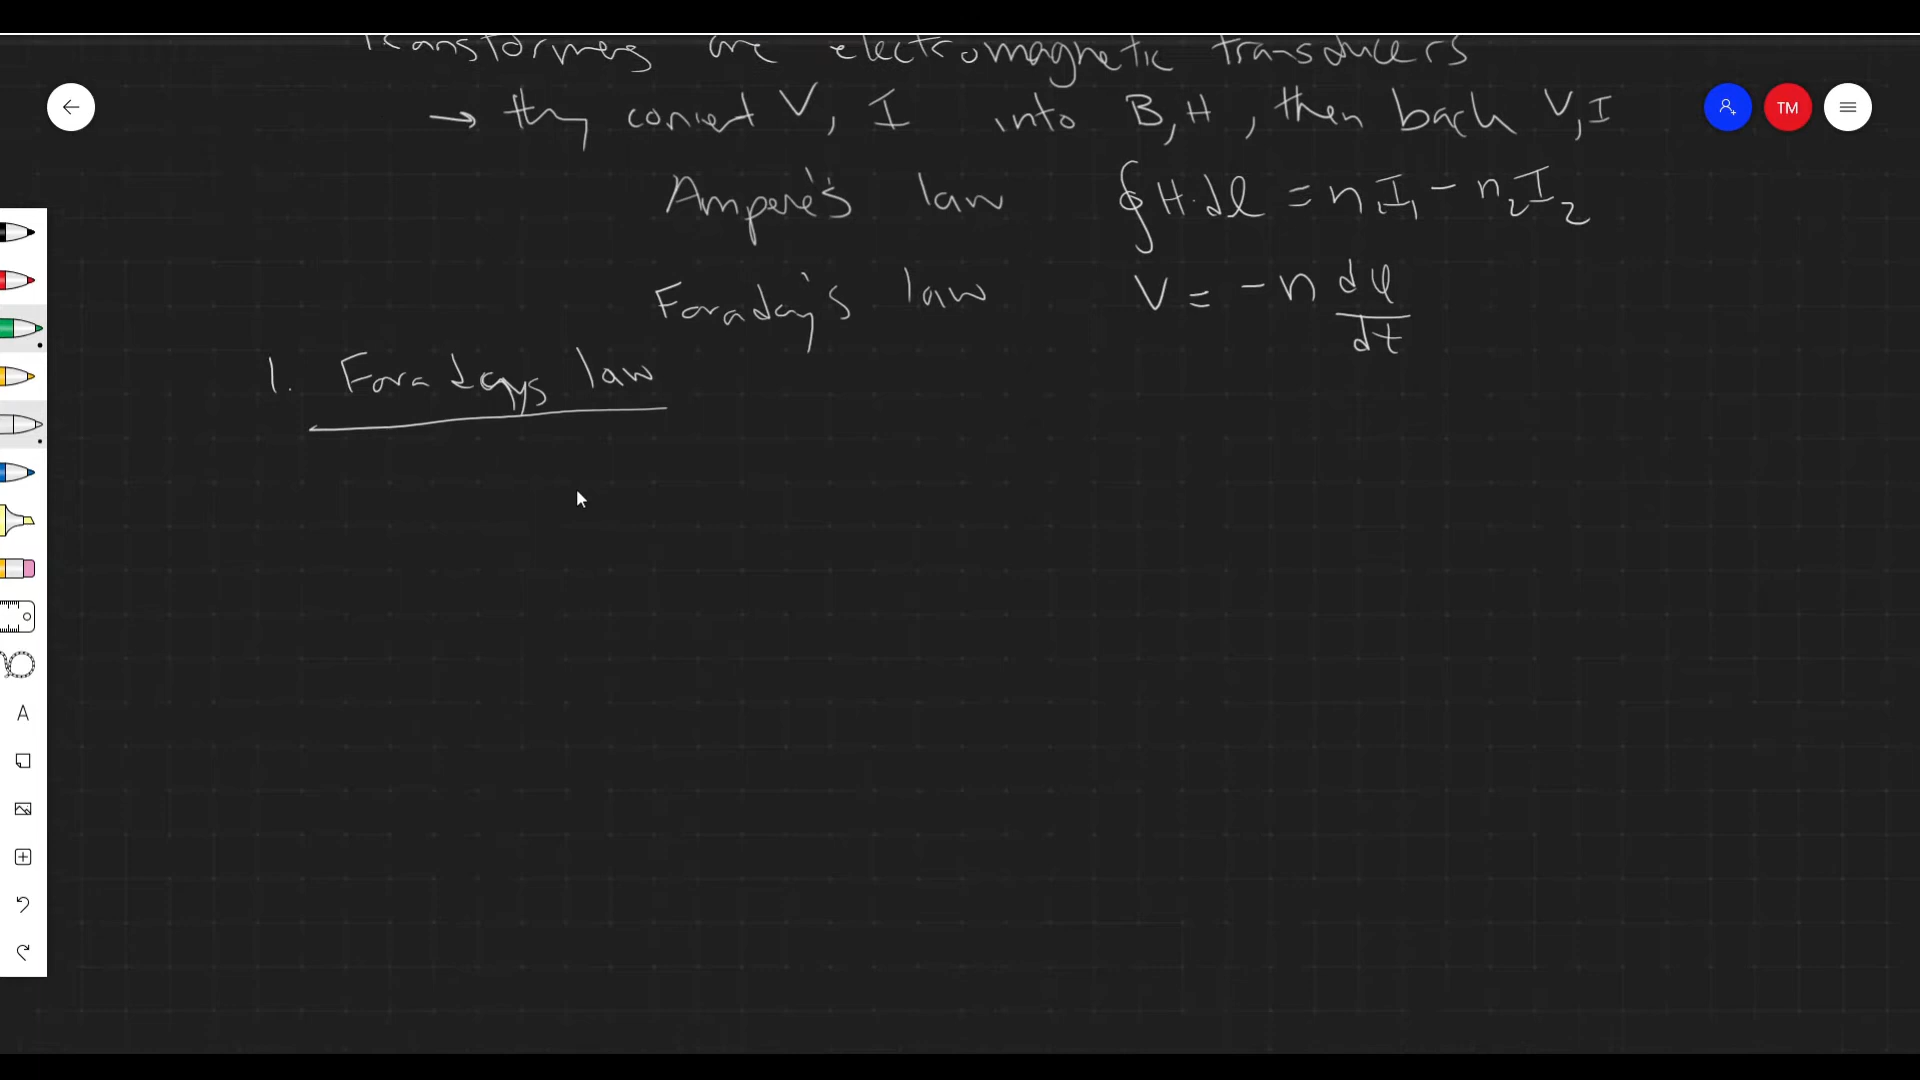 Transformers are electromagnetic transducers
→ they convert V, I into B, H, then back V, I
TM
Ampere's law ∮H·dl = n₁I₁ - n₂I₂
Faraday's law V = -n dφ/dt
1. Faradays law
A